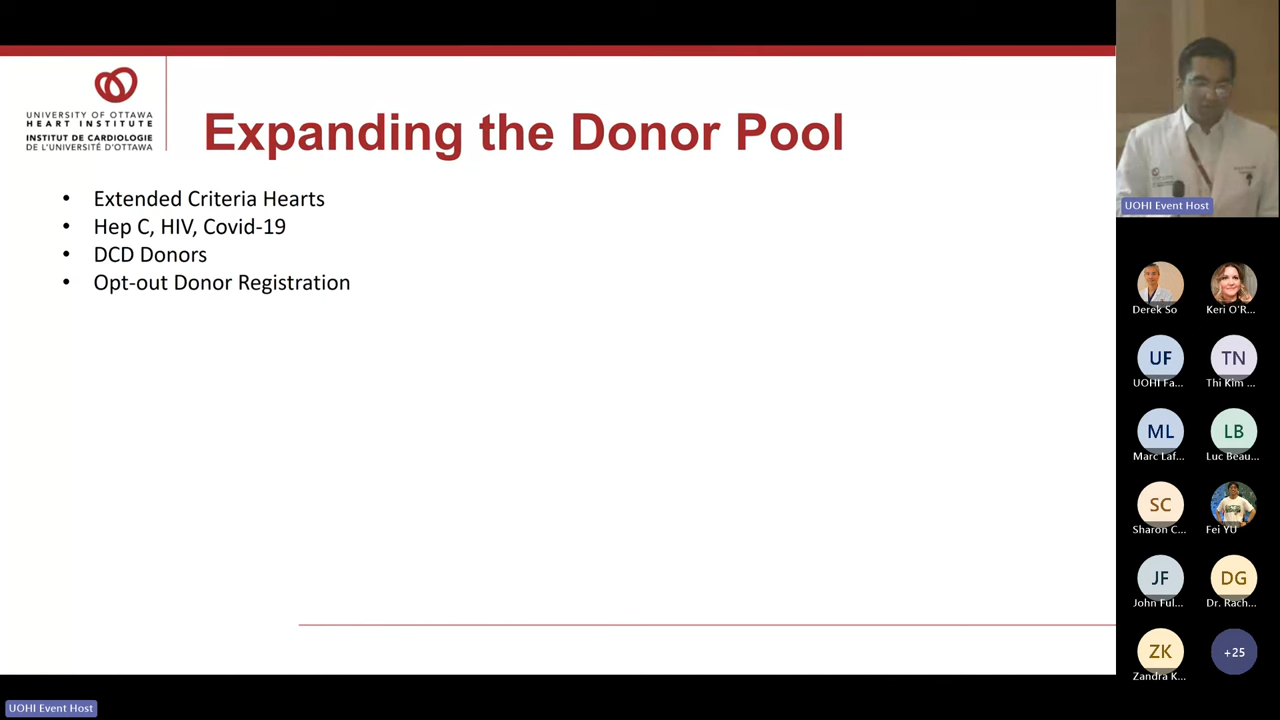 UNIVERSITY OF OTTAWA
HEART INSTITUTE
INSTITUT DE CARDIOLOGIE
DE L'UNIVERSITÉ D'OTTAWA
Expanding the Donor Pool
• Extended Criteria Hearts
• Hep C, HIV, Covid-19
• DCD Donors
• Opt-out Donor Registration
UOHI Event Host
Derek So
Keri O'R...
UF
UOHI Fa...
TN
Thi Kim ...
ML
Marc Laf...
LB
Luc Beau...
SC
Sharon C...
Fei YU
JF
John Ful...
DG
Dr. Rach...
ZK
Zandra K...
+25
UOHI Event Host